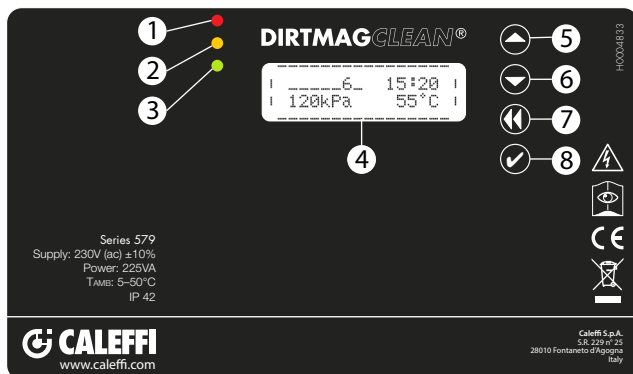 1
2
3
DIRTMAGCLEAN®
_____6_ 15:20
120kPa 55°C
4
5
6
7
8
H0004833
Series 579
Supply: 230V (ac) ±10%
Power: 225VA
TAMB: 5–50°C
IP 42
CE
CALEFFI
www.caleffi.com
Caleffi S.p.A.
S.R. 229 n° 25
28010 Fontaneto d'Agogna
Italy